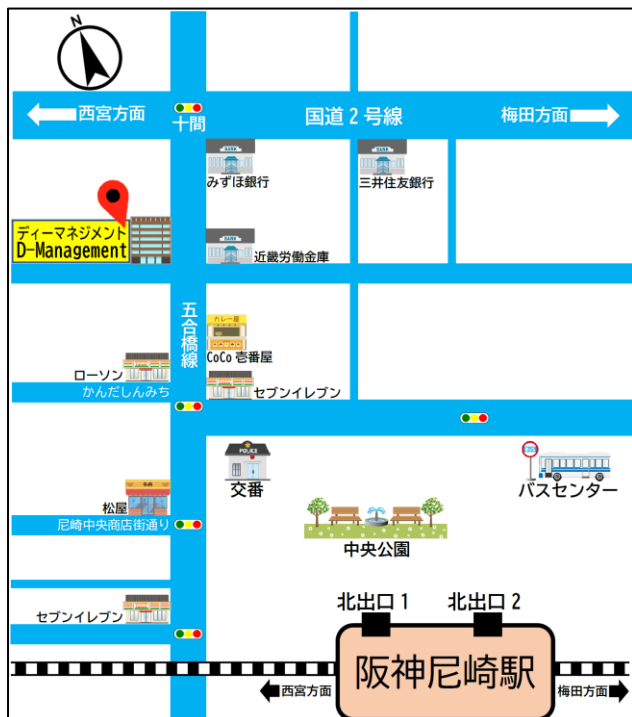 N
西宮方面
十間
国道2号線
梅田方面
BANK
みずほ銀行
BANK
三井住友銀行
ディーマネジメント
D-Management
BANK
近畿労働金庫
五合橋線
カレー屋
CoCo壱番屋
ローソン
かんだしんみち
セブンイレブン
POLICE
交番
バスセンター
松屋
尼崎中央商店街通り
中央公園
セブンイレブン
北出口1
北出口2
阪神尼崎駅
西宮方面
梅田方面